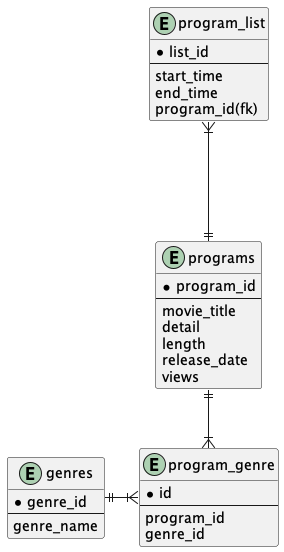 E program_list
* list_id
start_time
end_time
program_id(fk)
E programs
* program_id
movie_title
detail
length
release_date
views
E genres
* genre_id
genre_name
E program_genre
* id
program_id
genre_id